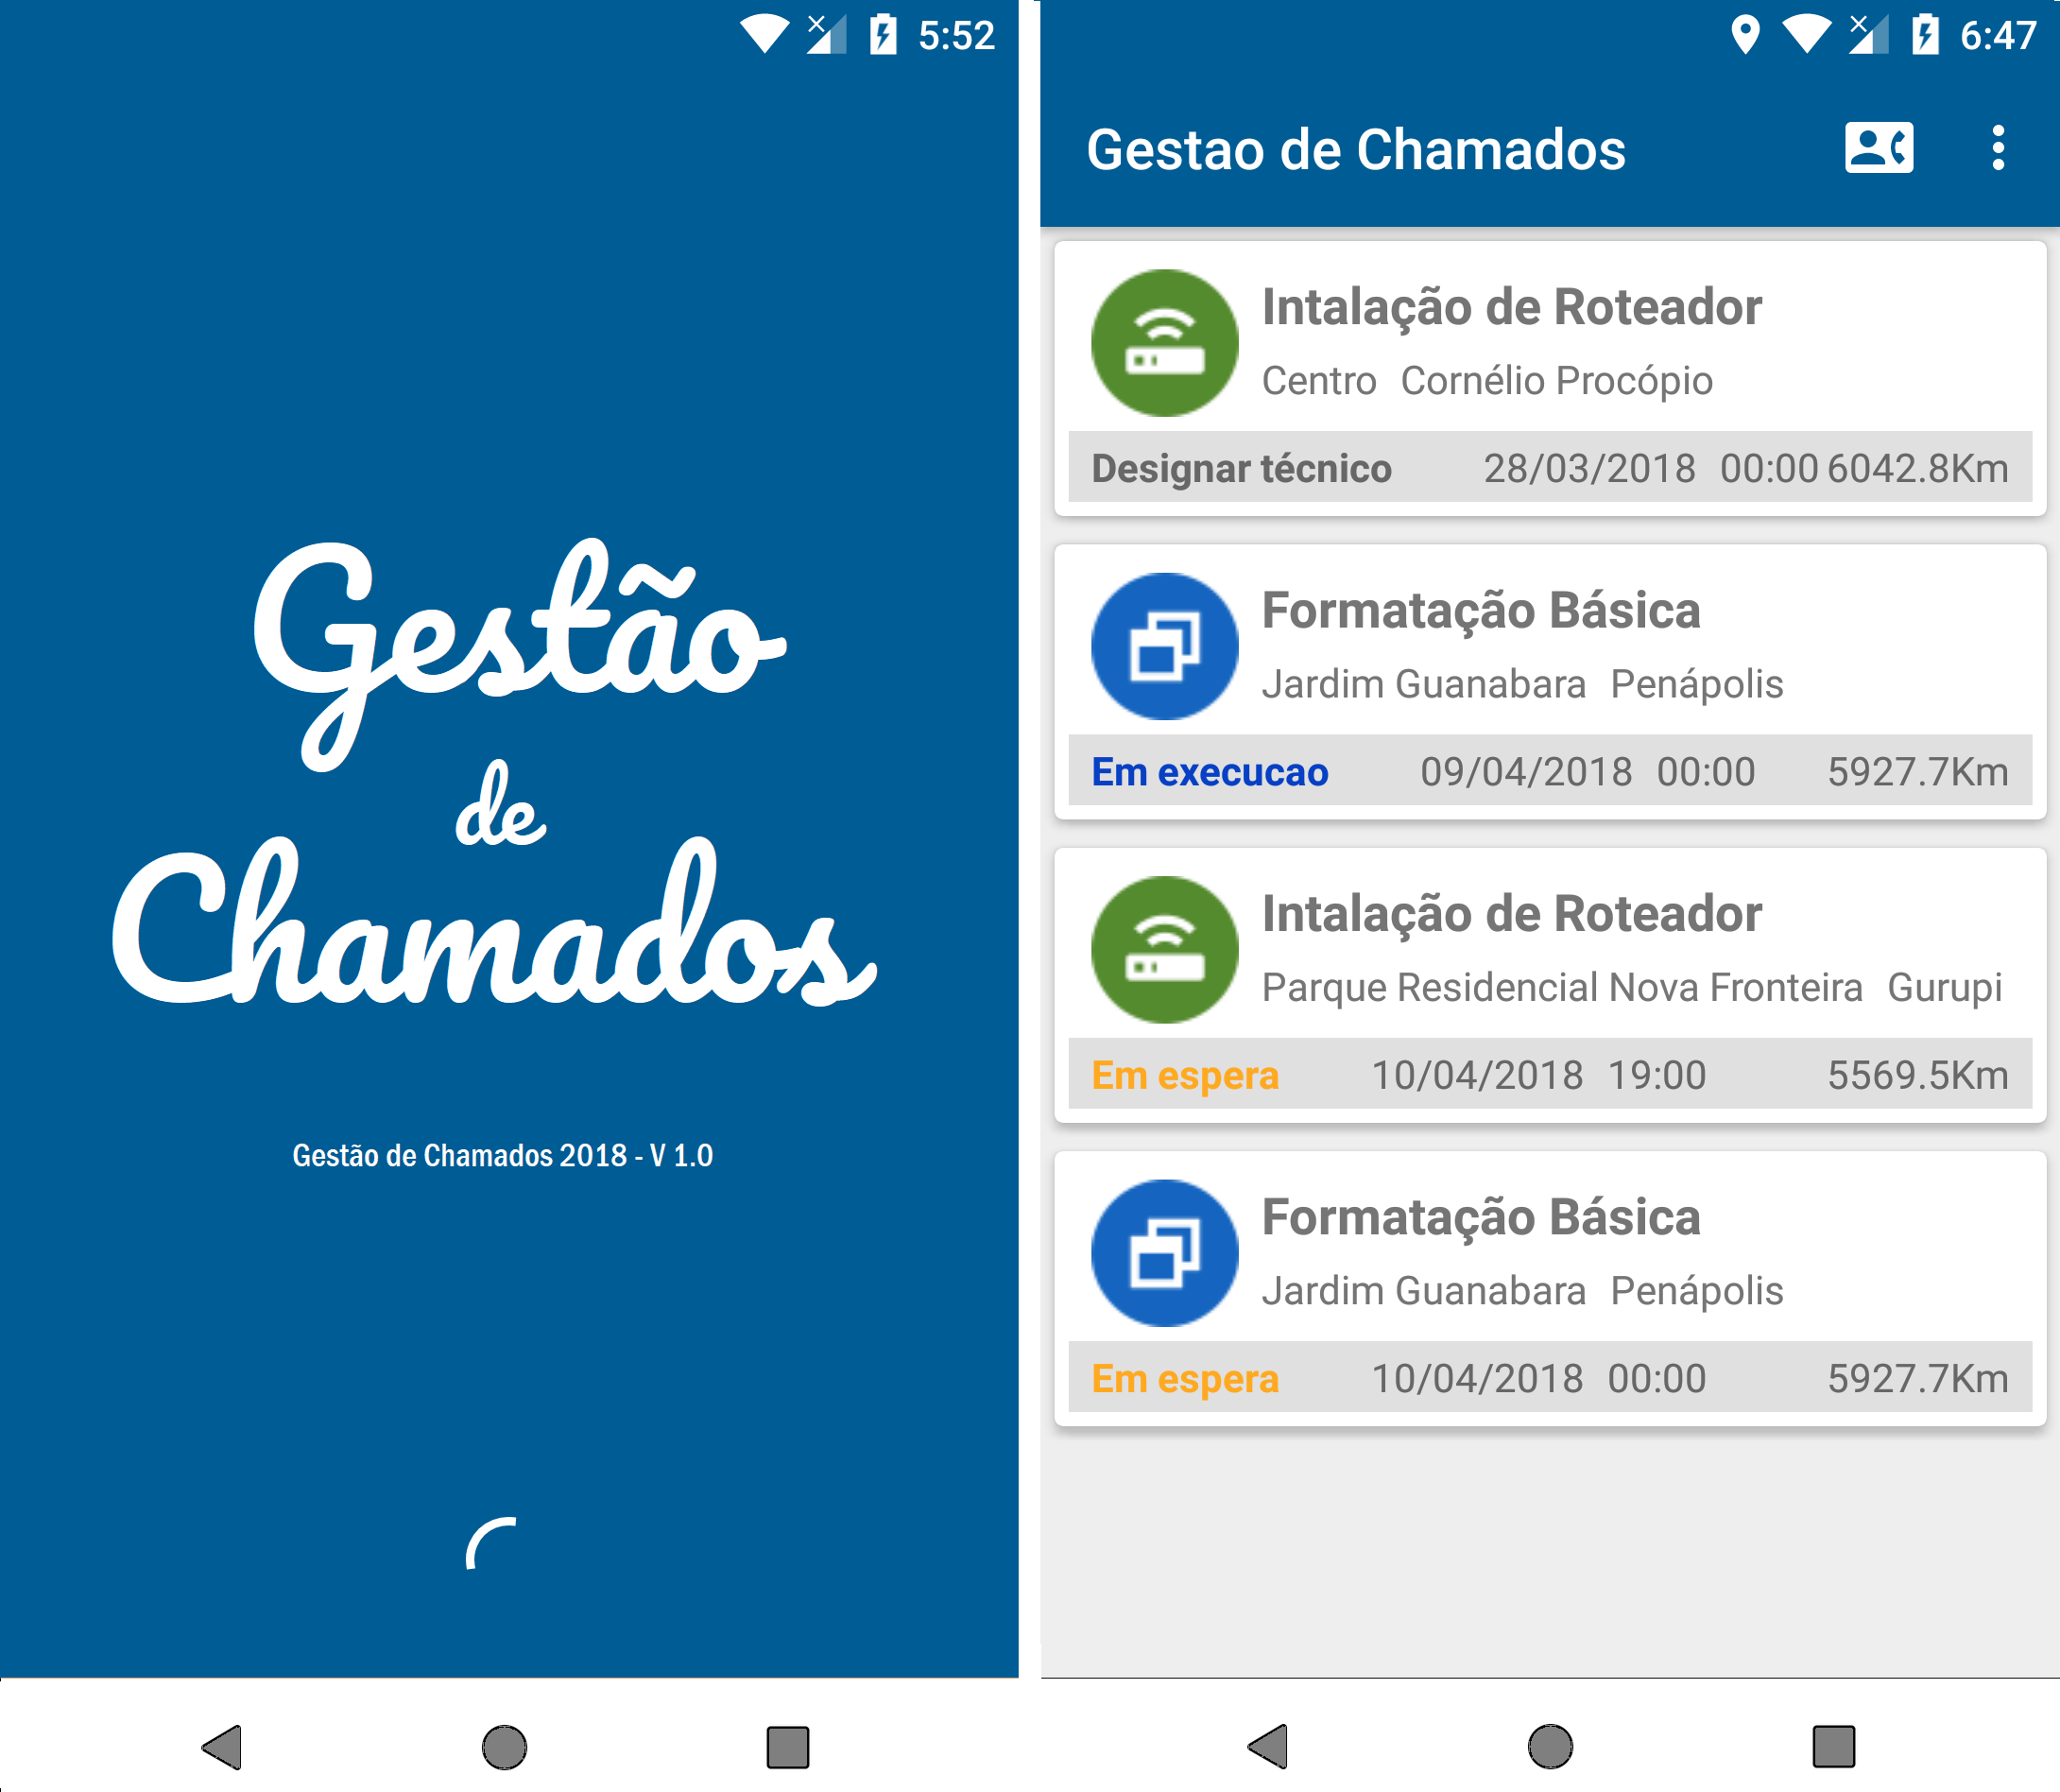 5:52
Gestão
de
Chamados
Gestão de Chamados 2018 - V 1.0
6:47
Gestao de Chamados
Intalação de Roteador
Centro Cornélio Procópio
Designar técnico 28/03/2018 00:00 6042.8Km
Formatação Básica
Jardim Guanabara Penápolis
Em execucao 09/04/2018 00:00 5927.7Km
Intalação de Roteador
Parque Residencial Nova Fronteira Gurupi
Em espera 10/04/2018 19:00 5569.5Km
Formatação Básica
Jardim Guanabara Penápolis
Em espera 10/04/2018 00:00 5927.7Km